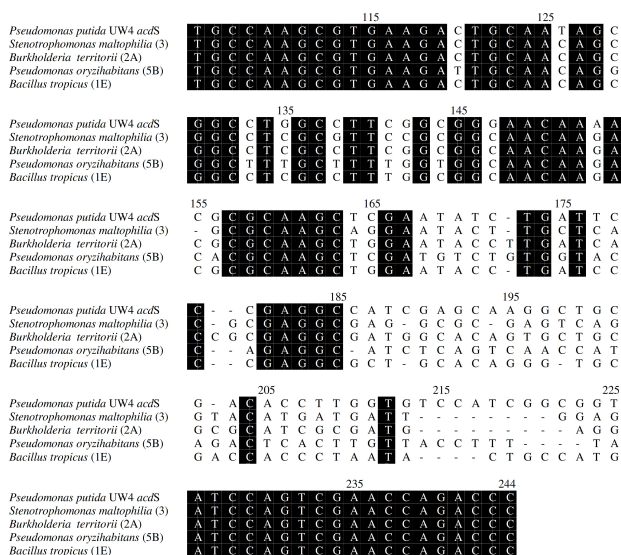 115 125
Pseudomonas putida UW4 acdS T G C C A A G C G T G A A G A C T G C A A T A G C
Stenotrophomonas maltophilia (3) T G C C A A G C G T G A A G A C T G C A A C A G C
Burkholderia territorii (2A) T G C C A A G C G T G A A G A C T G C A A C A G C
Pseudomonas oryzihabitans (5B) T G C C A A G C G T G A A G A T T G C A A C A G G
Bacillus tropicus (1E) T G C C A A G C G T G A A G A C T G C A A C A G C
135 145
Pseudomonas putida UW4 acdS G G C C T G G C C T T C G G C G G G A A C A A A A
Stenotrophomonas maltophilia (3) G G C C T C G C G T T C C G C G G C A A C A A G A
Burkholderia territorii (2A) G G C C T C G C C T T T G G C G G C A A C A A G A
Pseudomonas oryzihabitans (5B) G G C T T T G C T T T T G G T G G C A A C A A G A
Bacillus tropicus (1E) G G C C T C G C C T T T G G C G G C A A C A A G A
155 165 175
Pseudomonas putida UW4 acdS C G C G C A A G C T C G A A T A T C - T G A T T C
Stenotrophomonas maltophilia (3) - G C G C A A G C A G G A A T A C T - T G C T C A
Burkholderia territorii (2A) C G C G C A A G C T G G A A T A C C T T G A T C A
Pseudomonas oryzihabitans (5B) C A C G C A A G C T C G A T G T C T G T G G T A C
Bacillus tropicus (1E) C G C G C A A G C T G G A A T A C C - T G A T C C
185 195
Pseudomonas putida UW4 acdS C - - C G A G G C C A T C G A G C A A G G C T G C
Stenotrophomonas maltophilia (3) C - G C G A G G C G A G - G C G C - G A G T C A G
Burkholderia territorii (2A) C C G C G A G G C G A T G G C A C A G T G C T G C
Pseudomonas oryzihabitans (5B) C - - A G A G G C - A T C T C A G T C A A C C A T
Bacillus tropicus (1E) C - - C G A G G C G C T - G C A C A G G G - T G C
205 215 225
Pseudomonas putida UW4 acdS G - A C A C C T T G G T G T C C A T C G G C G G T
Stenotrophomonas maltophilia (3) G T A C A T G A T G A T T - - - - - - - - G G A G
Burkholderia territorii (2A) G C G C A T C G C G A T G - - - - - - - - - A G G
Pseudomonas oryzihabitans (5B) A G A C T C A C T T G T T A C C T T T - - - - T A
Bacillus tropicus (1E) G A C C A C C C T A A T A - - - - C T G C C A T G
235 244
Pseudomonas putida UW4 acdS A T C C A G T C G A A C C A G A C C C
Stenotrophomonas maltophilia (3) A T C C A G T C G A A C C A G A C C C
Burkholderia territorii (2A) A T C C A G T C G A A C C A G A C C C
Pseudomonas oryzihabitans (5B) A T C C A G T C G A A C C A G A C C C
Bacillus tropicus (1E) A T C C A G T C G A A C C A G A C C C